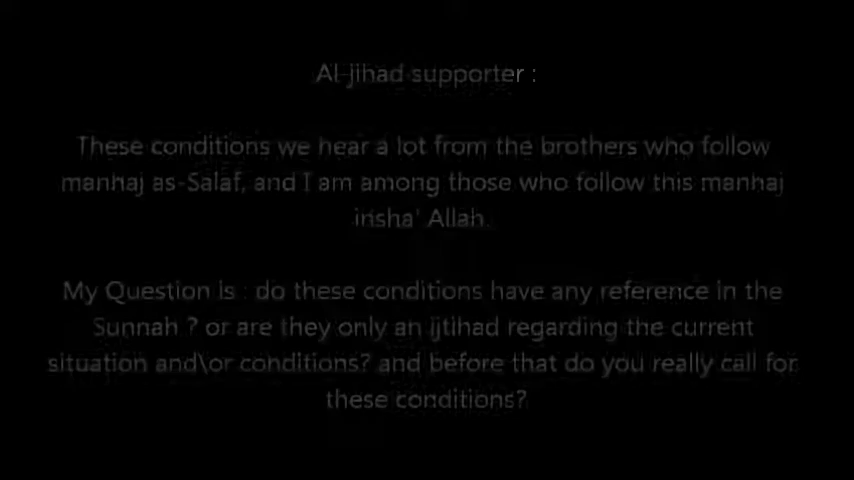 Al-jihad supporter :
These conditions we hear a lot from the brothers who follow
manhaj as-Salaf, and I am among those who follow this manhaj
insha' Allah.
My Question is : do these conditions have any reference in the
Sunnah ? or are they only an ijtihad regarding the current
situation and\or conditions? and before that do you really call for
these conditions?